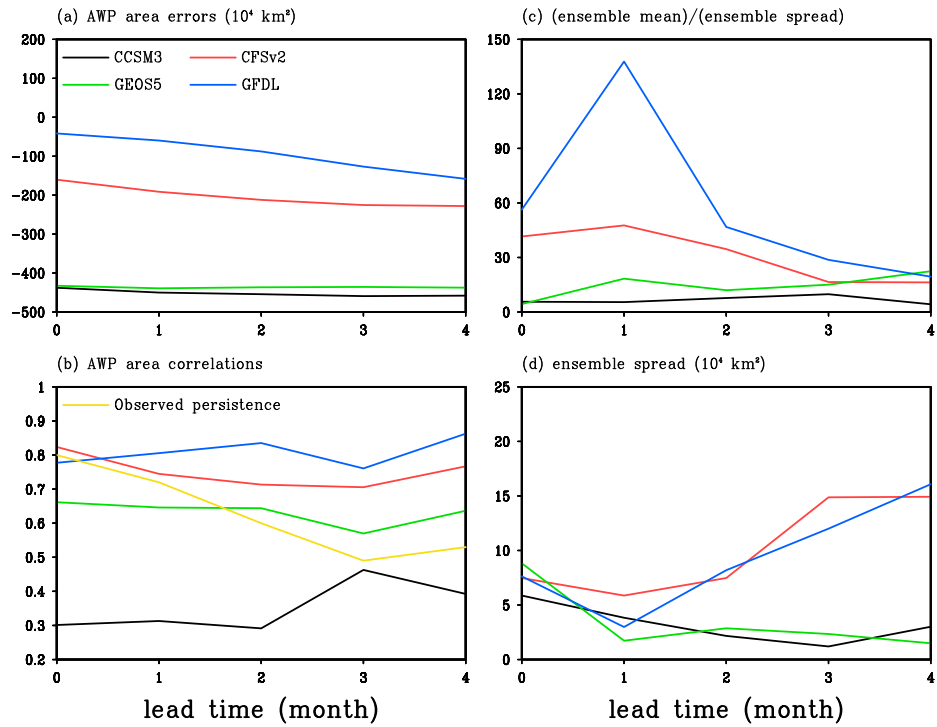 (a) AWP area errors (10⁴ km²)
200
100
0
-100
-200
-300
-400
-500
CCSM3
CFSv2
GEOS5
GFDL
0 1 2 3 4
(c) (ensemble mean)/(ensemble spread)
150
120
90
60
30
0
0 1 2 3 4
(b) AWP area correlations
1
0.9
0.8
0.7
0.6
0.5
0.4
0.3
0.2
Observed persistence
0 1 2 3 4
lead time (month)
(d) ensemble spread (10⁴ km²)
25
20
15
10
5
0
0 1 2 3 4
lead time (month)